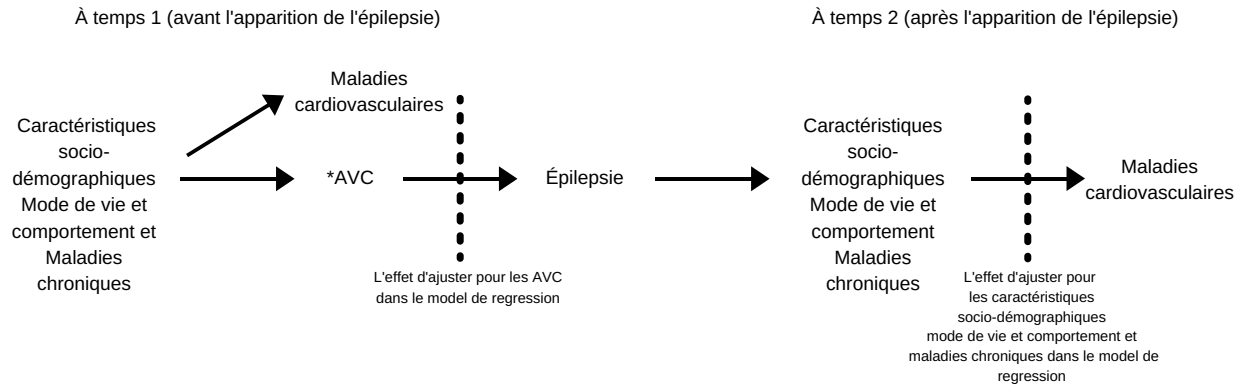 À temps 1 (avant l'apparition de l'épilepsie)
À temps 2 (après l'apparition de l'épilepsie)
Maladies
cardiovasculaires
Caractéristiques
socio-
démographiques
Mode de vie et
comportement et
Maladies
chroniques
*AVC
L'effet d'ajuster pour les AVC
dans le model de regression
Épilepsie
Caractéristiques
socio-
démographiques
Mode de vie et
comportement
Maladies
chroniques
L'effet d'ajuster pour
les caractéristiques
socio-démographiques
mode de vie et comportement et
maladies chroniques dans le model de
regression
Maladies
cardiovasculaires